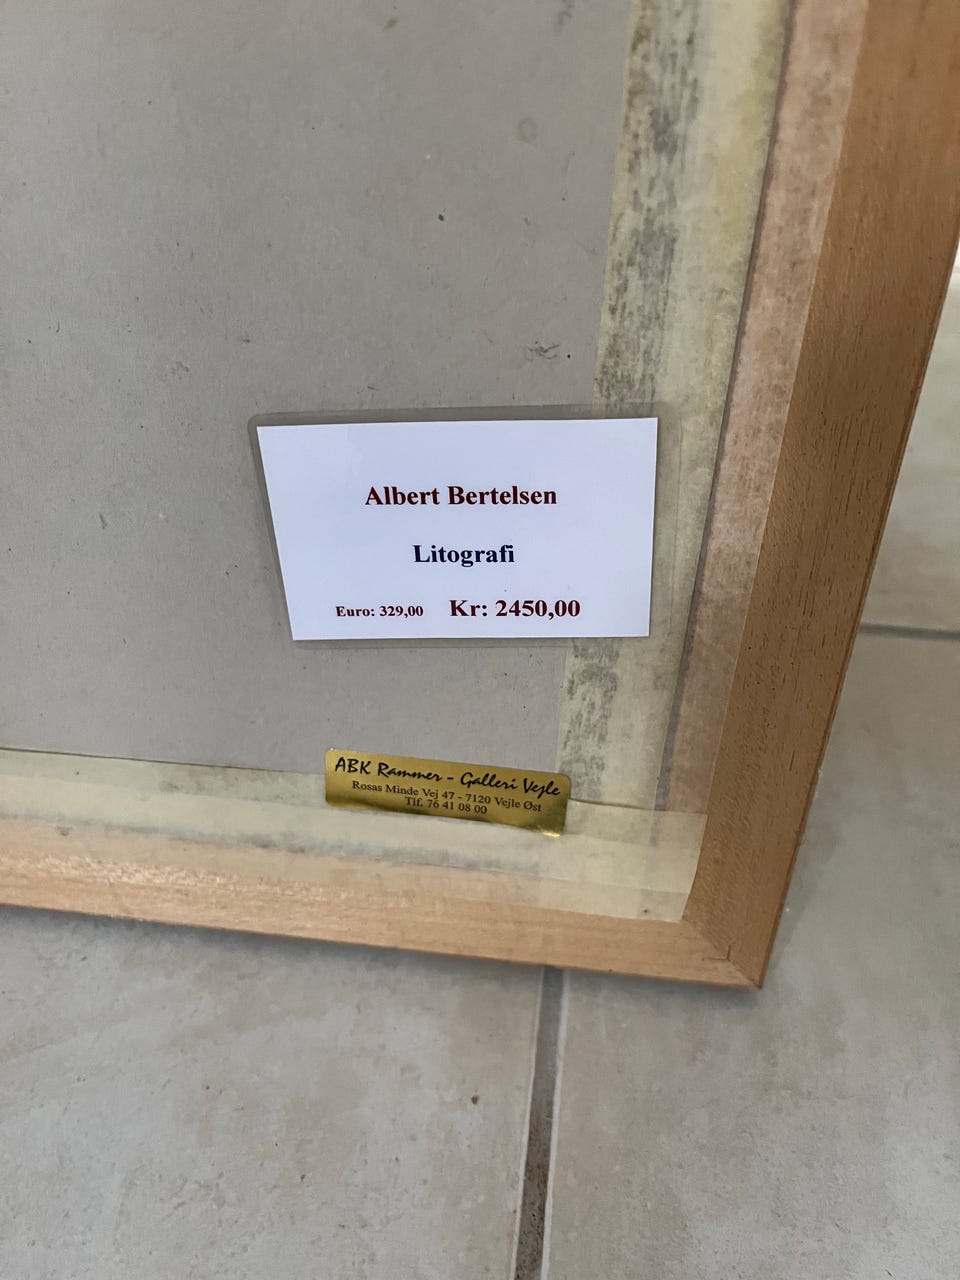 Albert Bertelsen
Litografi
Euro: 329,00 Kr: 2450,00
ABK Rammer - Galleri Vejle
Rosas Minde Vej 47 - 7120 Vejle Øst
Tlf. 76 41 08 00